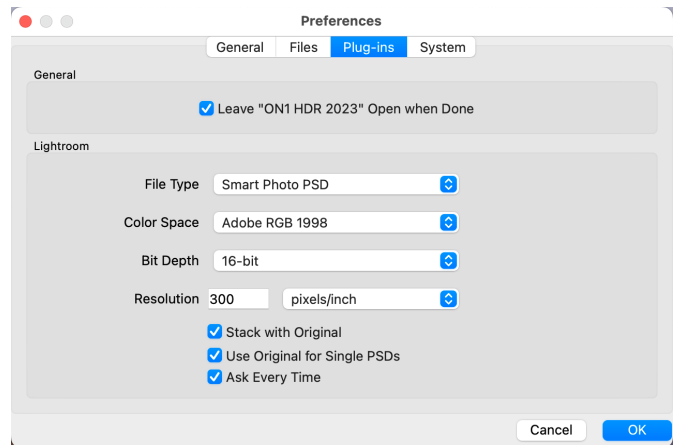 Preferences
General Files Plug-ins System
General
Leave "ON1 HDR 2023" Open when Done
Lightroom
File Type Smart Photo PSD
Color Space Adobe RGB 1998
Bit Depth 16-bit
Resolution 300 pixels/inch
Stack with Original
Use Original for Single PSDs
Ask Every Time
Cancel OK